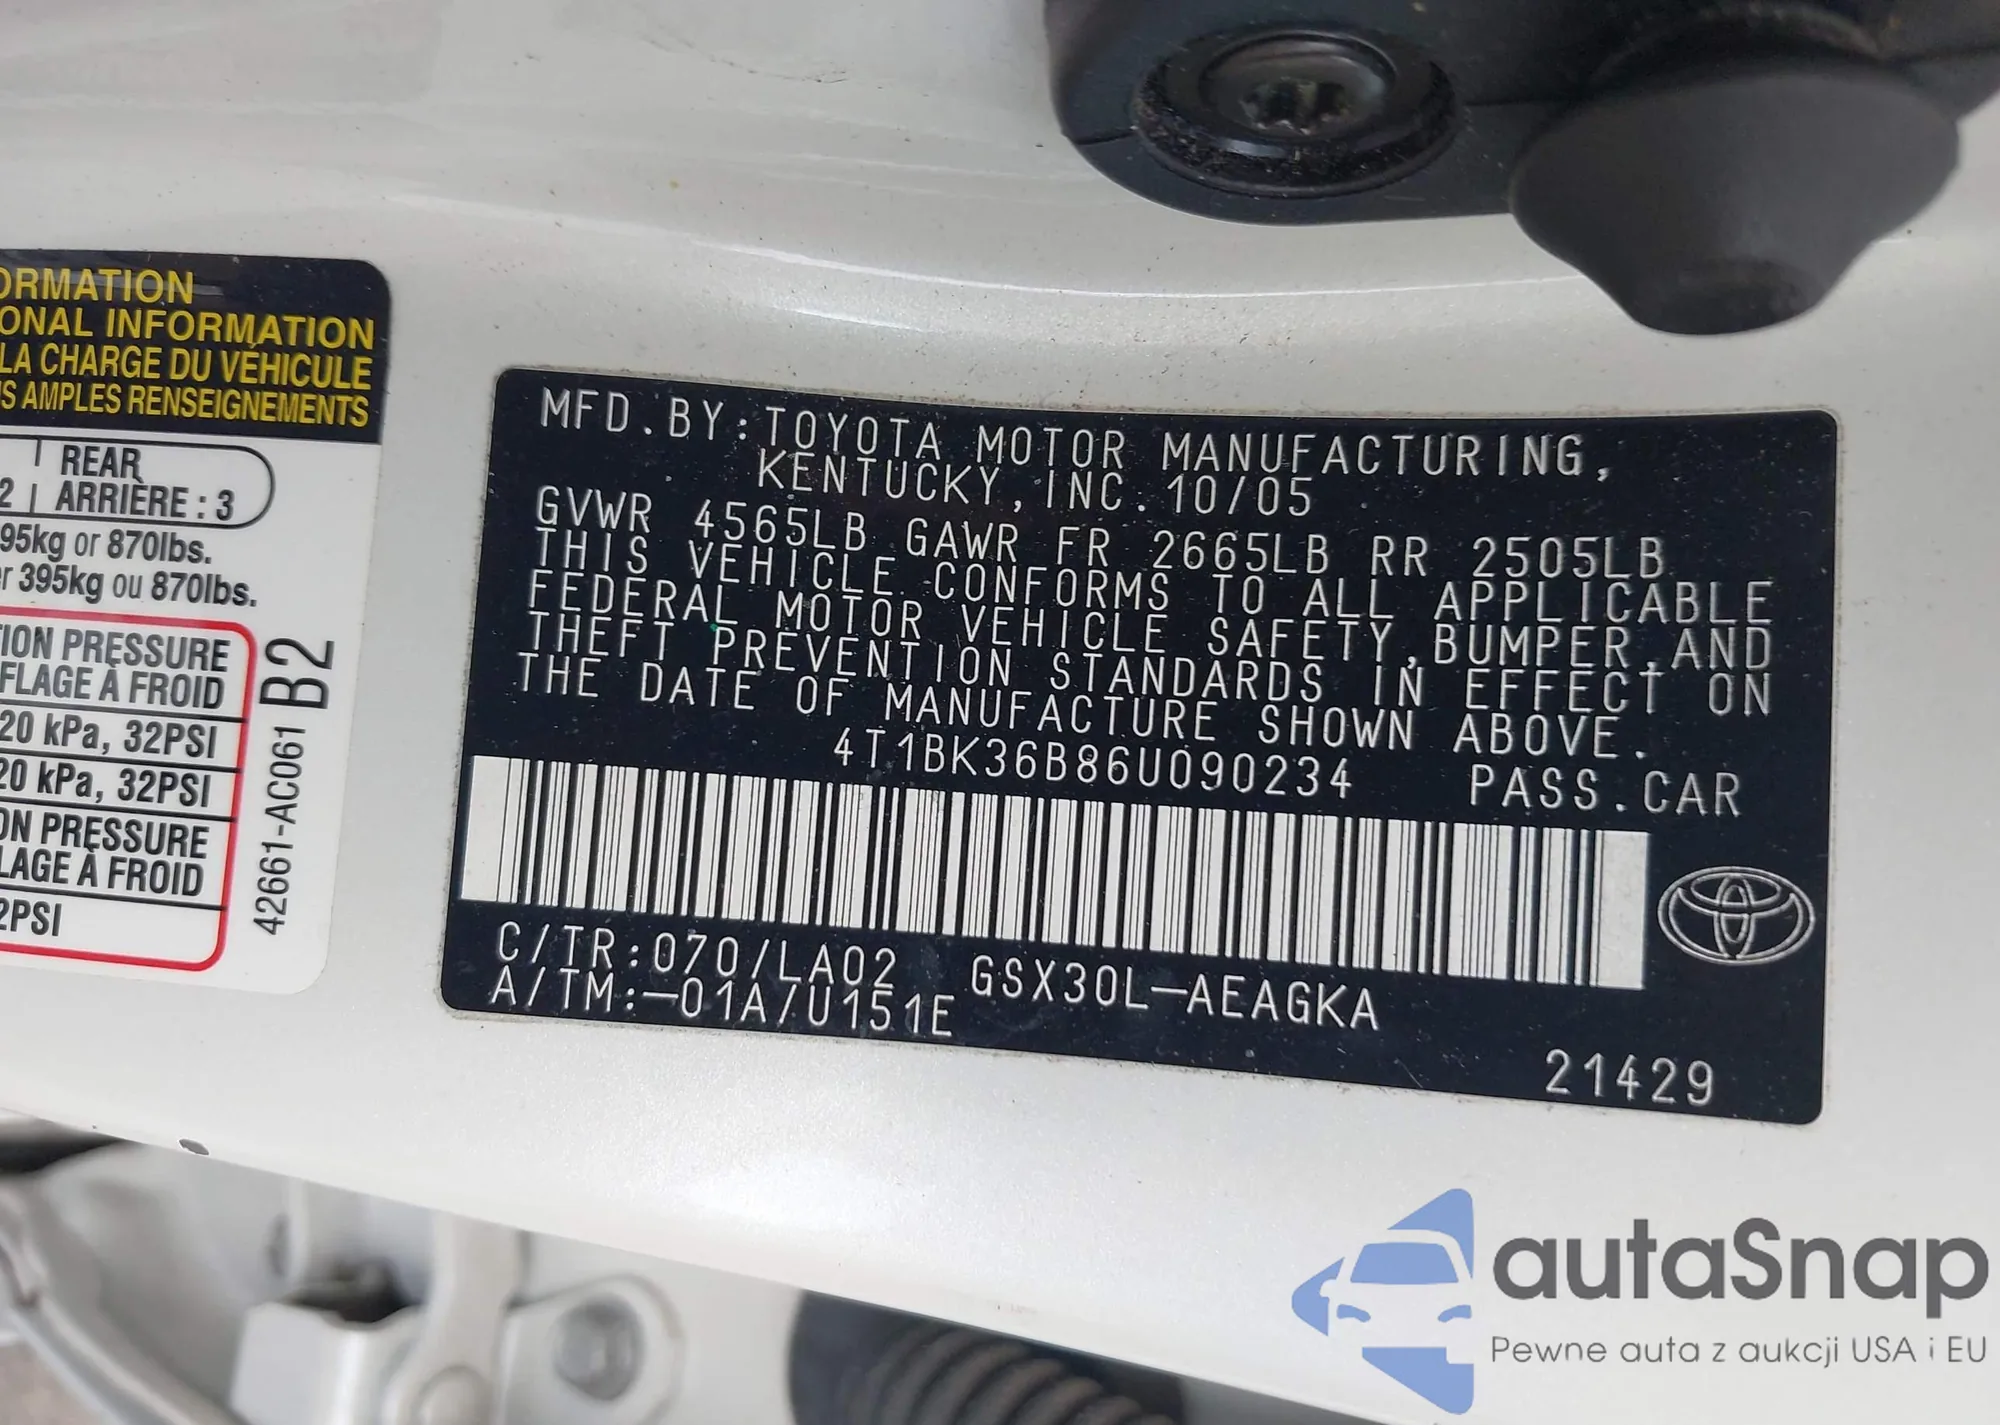 ORMATION
ONAL INFORMATION
LA CHARGE DU VÉHICULE
S AMPLES RENSEIGNEMENTS
REAR
2 ARRIÈRE : 3
95kg or 870lbs.
r 395kg ou 870lbs.
ION PRESSURE
FLAGE À FROID
20 kPa, 32PSI
20 kPa, 32PSI
ON PRESSURE
LAGE À FROID
2PSI
42661-AC061 B2
MFD.BY:TOYOTA MOTOR MANUFACTURING,
KENTUCKY, INC.10/05
GVWR 4565LB GAWR FR 2665LB RR 2505LB
THIS VEHICLE CONFORMS TO ALL APPLICABLE
FEDERAL MOTOR VEHICLE SAFETY,BUMPER,AND
THEFT PREVENTION STANDARDS IN EFFECT ON
THE DATE OF MANUFACTURE SHOWN ABOVE.
4T1BK36B86U090234 PASS.CAR
C/TR:070/LA02 GSX30L-AEAGKA
A/TM:-01A/U151E
21429
autaSnap
Pewne auta z aukcji USA i EU